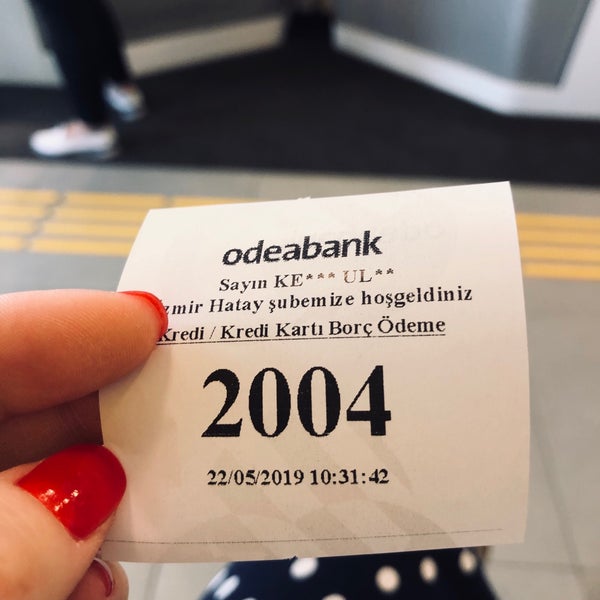 odeabank
Sayın KE*** UL**
İzmir Hatay şubemize hoşgeldiniz
Kredi / Kredi Kartı Borç Ödeme
2004
22/05/2019 10:31:42